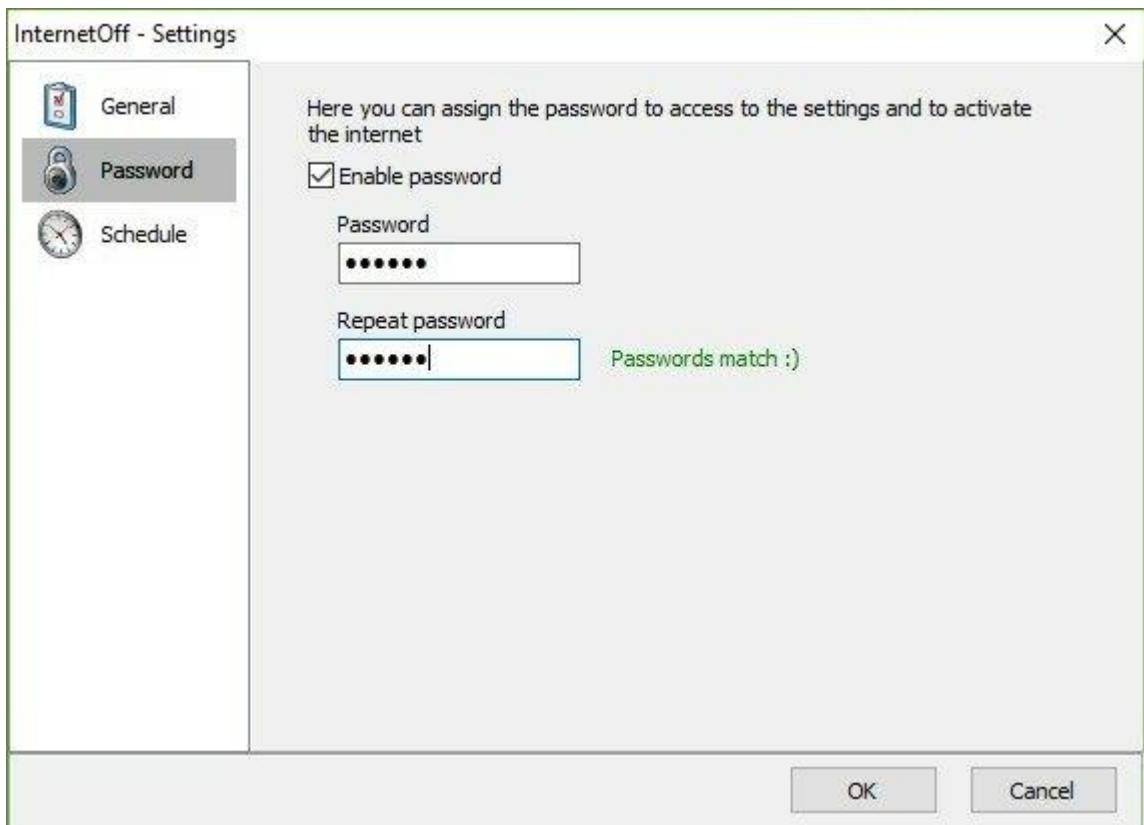 InternetOff - Settings
General
Password
Schedule
Here you can assign the password to access to the settings and to activate
the internet
Enable password
Password
••••••
Repeat password
••••••
Passwords match :)
OK
Cancel